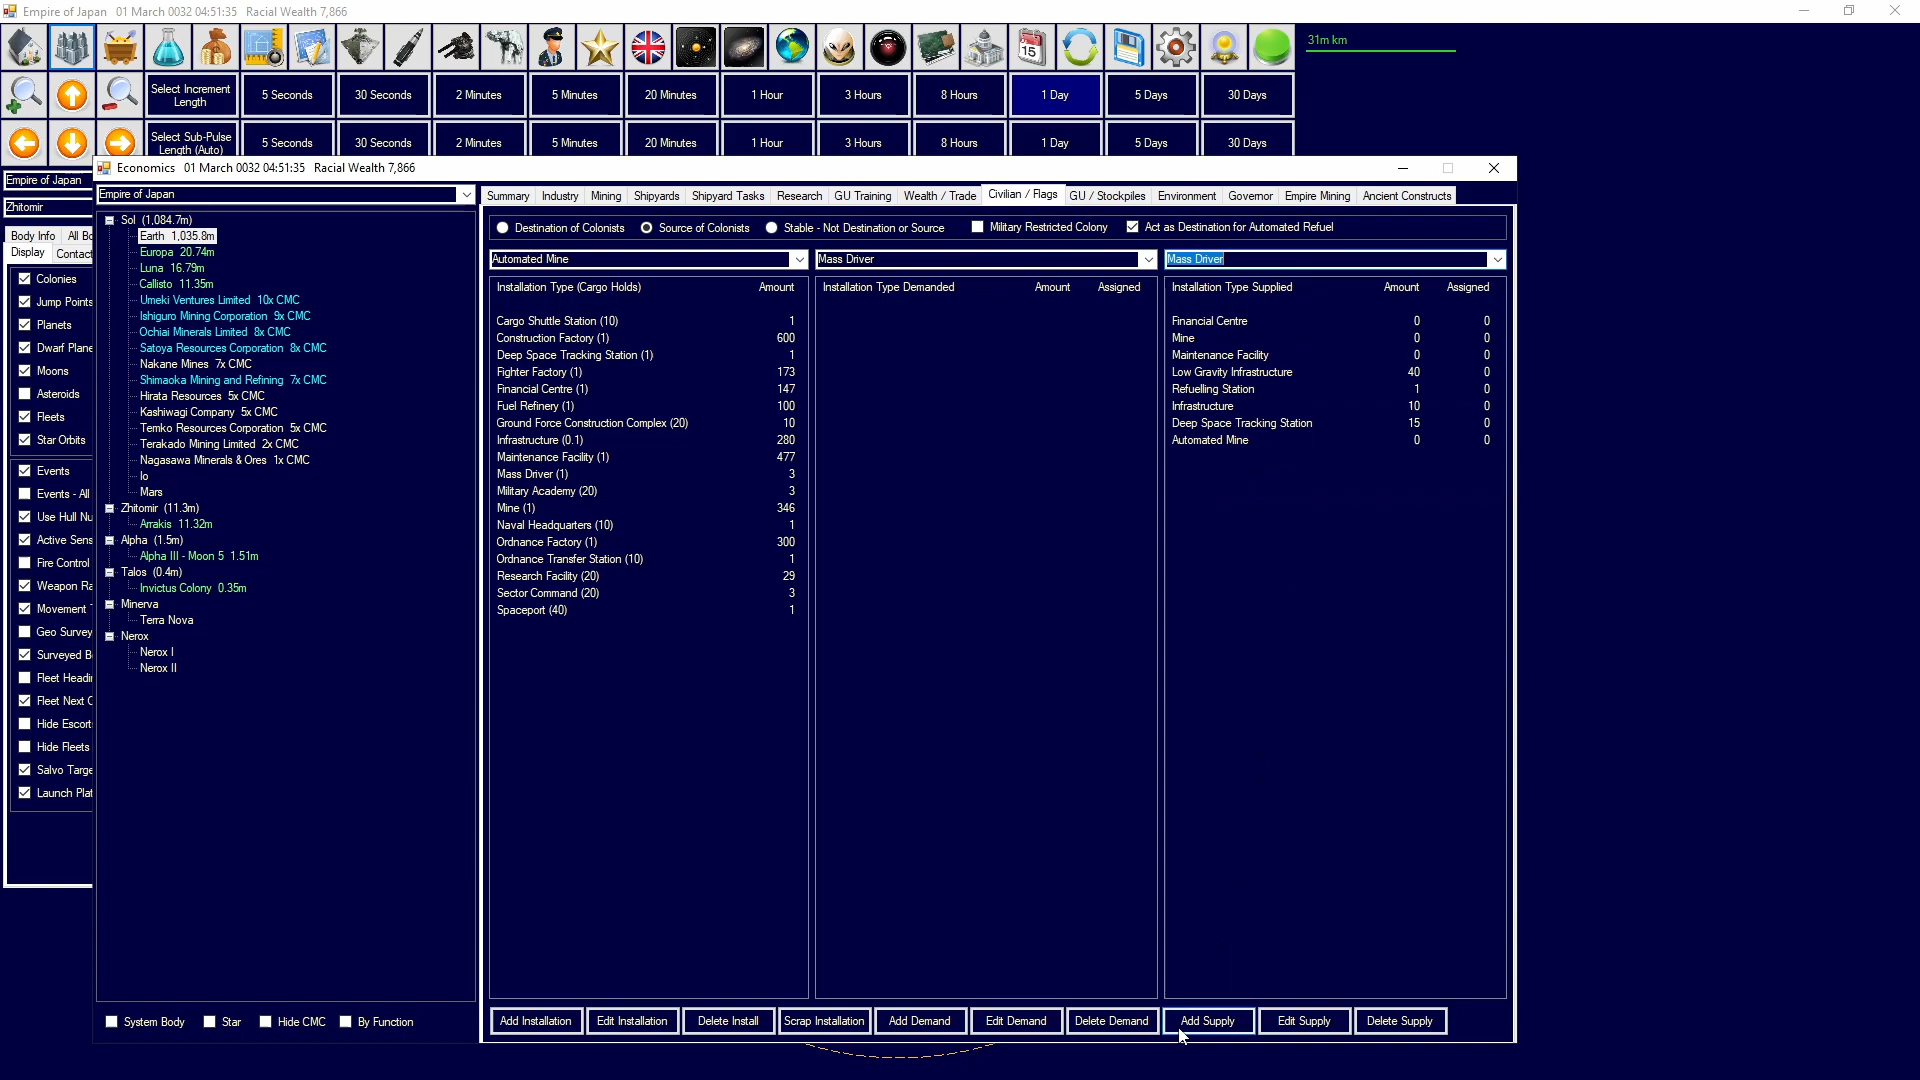 Empire of Japan   01 March 0032 04:51:35   Racial Wealth 7,866
31m km
15
Select Increment Length
5 Seconds
30 Seconds
2 Minutes
5 Minutes
20 Minutes
1 Hour
3 Hours
8 Hours
1 Day
5 Days
30 Days
Select Sub-Pulse Length (Auto)
5 Seconds
30 Seconds
2 Minutes
5 Minutes
20 Minutes
1 Hour
3 Hours
8 Hours
1 Day
5 Days
30 Days
Empire of Japan
Zhitomir
Body Info   All Bo
Display   Contact
Colonies
Jump Points
Planets
Dwarf Plane
Moons
Asteroids
Fleets
Star Orbits
Events
Events - All
Use Hull Nu
Active Sens
Fire Control
Weapon Ra
Movement
Geo Survey
Surveyed B
Fleet Headi
Fleet Next C
Hide Escort
Hide Fleets
Salvo Targe
Launch Plat
Economics   01 March 0032 04:51:35   Racial Wealth 7,866
Empire of Japan
Sol  (1,084.7m)
Earth  1,035.8m
Europa  20.74m
Luna  16.79m
Callisto  11.35m
Umeki Ventures Limited  10x CMC
Ishiguro Mining Corporation  9x CMC
Ochiai Minerals Limited  8x CMC
Satoya Resources Corporation  8x CMC
Nakane Mines  7x CMC
Shimaoka Mining and Refining  7x CMC
Hirata Resources  5x CMC
Kashiwagi Company  5x CMC
Temko Resources Corporation  5x CMC
Terakado Mining Limited  2x CMC
Nagasawa Minerals & Ores  1x CMC
Io
Mars
Zhitomir  (11.3m)
Arrakis  11.32m
Alpha  (1.5m)
Alpha III - Moon 5  1.51m
Talos  (0.4m)
Invictus Colony  0.35m
Minerva
Terra Nova
Nerox
Nerox I
Nerox II
System Body   Star   Hide CMC   By Function
Summary   Industry   Mining   Shipyards   Shipyard Tasks   Research   GU Training   Wealth / Trade   Civilian / Flags   GU / Stockpiles   Environment   Governor   Empire Mining   Ancient Constructs
Destination of Colonists   Source of Colonists   Stable - Not Destination or Source   Military Restricted Colony   Act as Destination for Automated Refuel
Automated Mine   Mass Driver   Mass Driver
Installation Type (Cargo Holds)   Amount
Cargo Shuttle Station (10)   1
Construction Factory (1)   600
Deep Space Tracking Station (1)   1
Fighter Factory (1)   173
Financial Centre (1)   147
Fuel Refinery (1)   100
Ground Force Construction Complex (20)   10
Infrastructure (0.1)   280
Maintenance Facility (1)   477
Mass Driver (1)   3
Military Academy (20)   3
Mine (1)   346
Naval Headquarters (10)   1
Ordnance Factory (1)   300
Ordnance Transfer Station (10)   1
Research Facility (20)   29
Sector Command (20)   3
Spaceport (40)   1
Installation Type Demanded   Amount   Assigned
Installation Type Supplied   Amount   Assigned
Financial Centre   0   0
Mine   0   0
Maintenance Facility   0   0
Low Gravity Infrastructure   40   0
Refuelling Station   1   0
Infrastructure   10   0
Deep Space Tracking Station   15   0
Automated Mine   0   0
Add Installation   Edit Installation   Delete Install   Scrap Installation   Add Demand   Edit Demand   Delete Demand   Add Supply   Edit Supply   Delete Supply